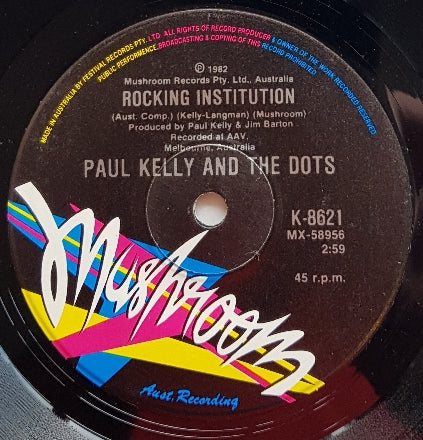 MADE IN AUSTRALIA BY FESTIVAL RECORDS PTY. LTD. ALL RIGHTS OF RECORD PRODUCER & OWNER OF THE WORK RECORDED RESERVED
PUBLIC PERFORMANCE BROADCASTING & COPYING OF THIS RECORD PROHIBITED
℗ 1982
Mushroom Records Pty. Ltd., Australia
ROCKING INSTITUTION
(Aust. Comp.) (Kelly-Langman) (Mushroom)
Produced by Paul Kelly & Jim Barton
Recorded at AAV.
Melbourne, Australia
PAUL KELLY AND THE DOTS
K-8621
MX-58956
2:59
45 r.p.m.
Mushroom
Aust. Recording